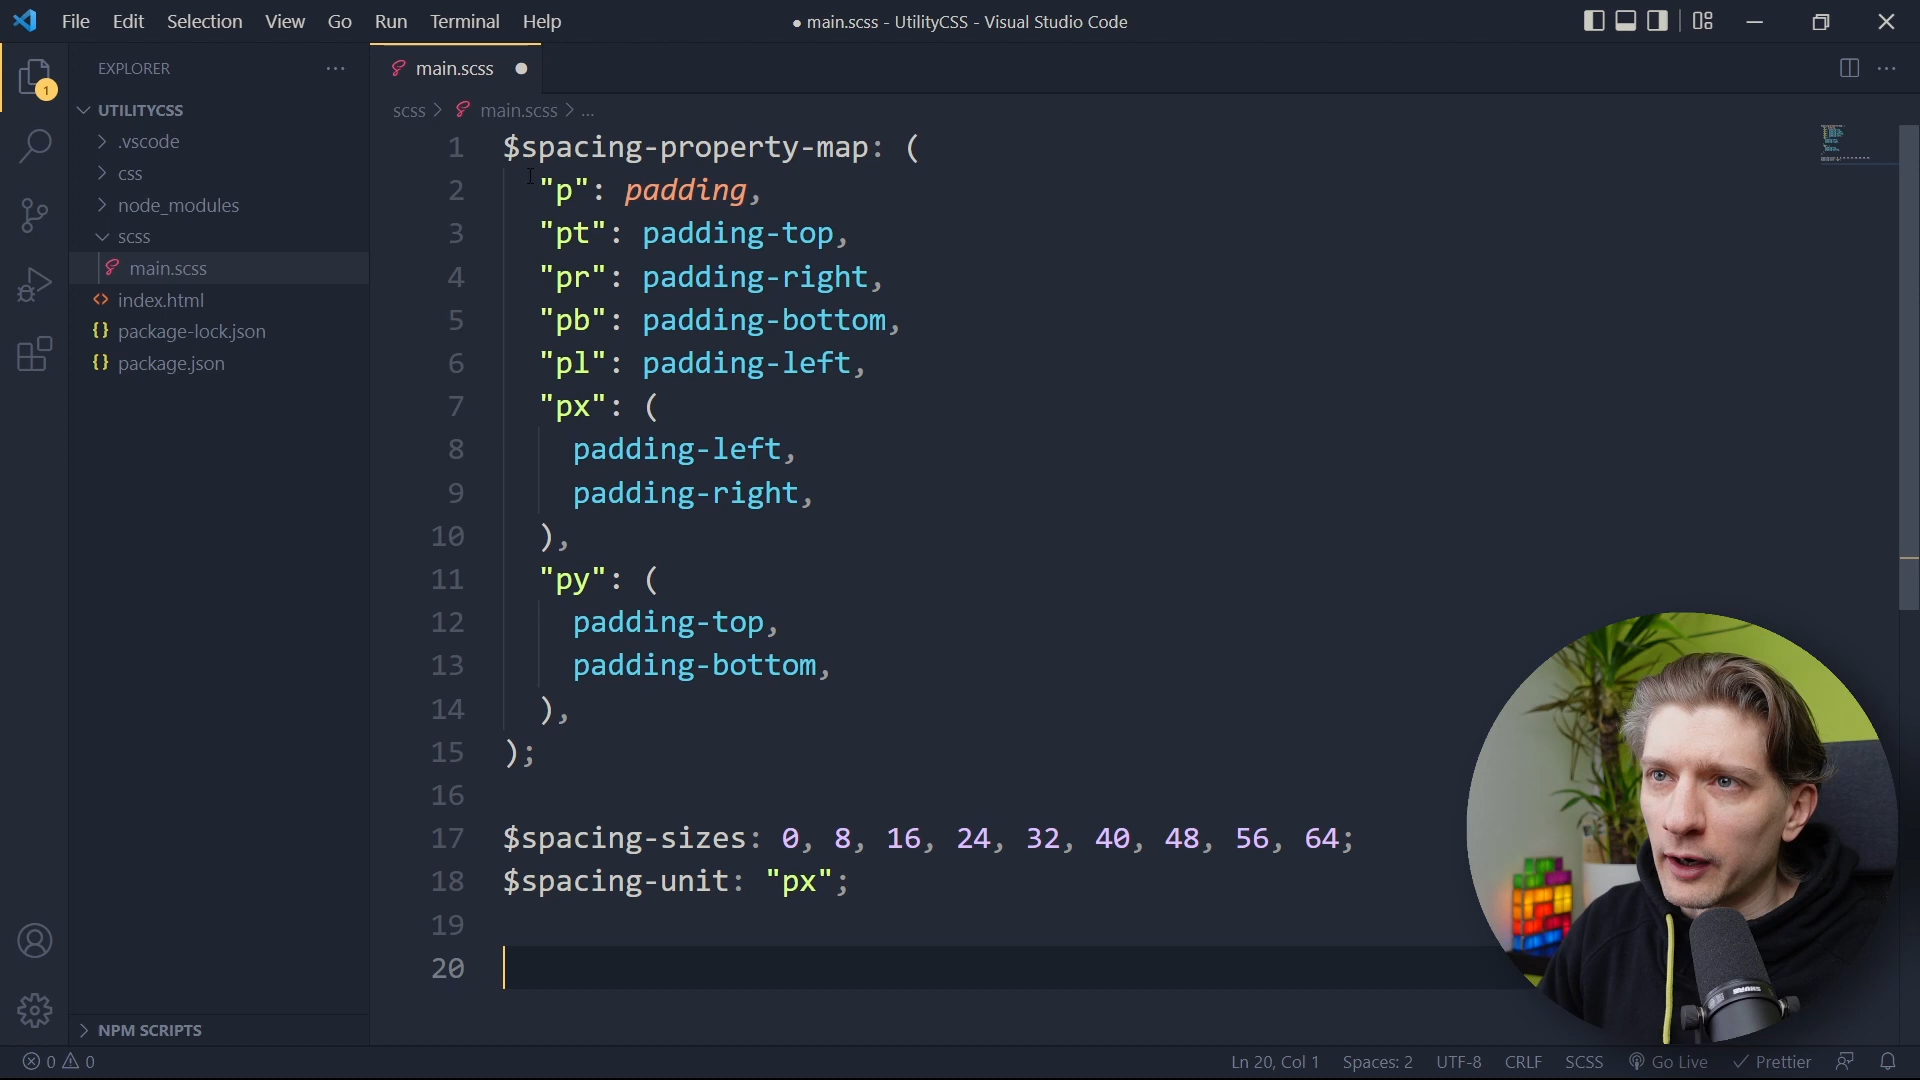 File Edit Selection View Go Run Terminal Help
● main.scss - UtilityCSS - Visual Studio Code
EXPLORER
main.scss
1
UTILITYCSS
scss > main.scss > ...
.vscode
css
node_modules
scss
main.scss
index.html
package-lock.json
package.json
NPM SCRIPTS
1 $spacing-property-map: (
2 "p": padding,
3 "pt": padding-top,
4 "pr": padding-right,
5 "pb": padding-bottom,
6 "pl": padding-left,
7 "px": (
8 padding-left,
9 padding-right,
10 ),
11 "py": (
12 padding-top,
13 padding-bottom,
14 ),
15 );
16
17 $spacing-sizes: 0, 8, 16, 24, 32, 40, 48, 56, 64;
18 $spacing-unit: "px";
19
20
SHURE
0 0 Ln 20, Col 1 Spaces: 2 UTF-8 CRLF SCSS Go Live Prettier